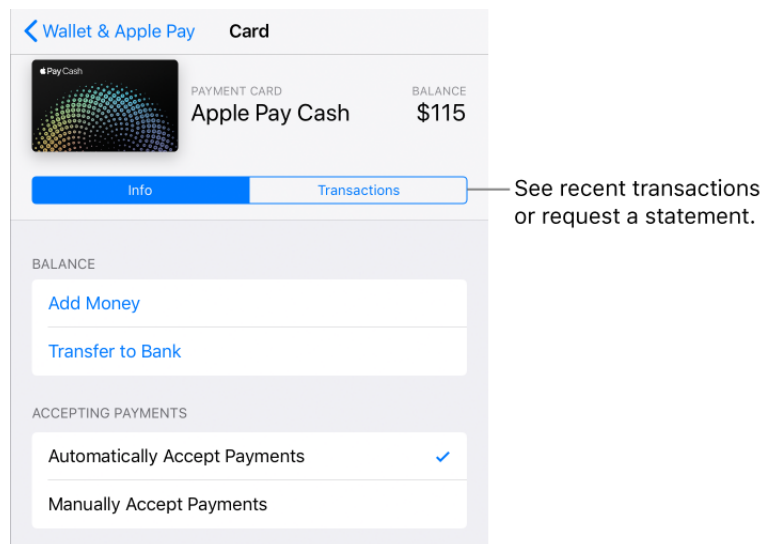 Wallet & Apple Pay Card
Pay Cash
PAYMENT CARD BALANCE
Apple Pay Cash $115
Info Transactions
See recent transactions
or request a statement.
BALANCE
Add Money
Transfer to Bank
ACCEPTING PAYMENTS
Automatically Accept Payments
Manually Accept Payments